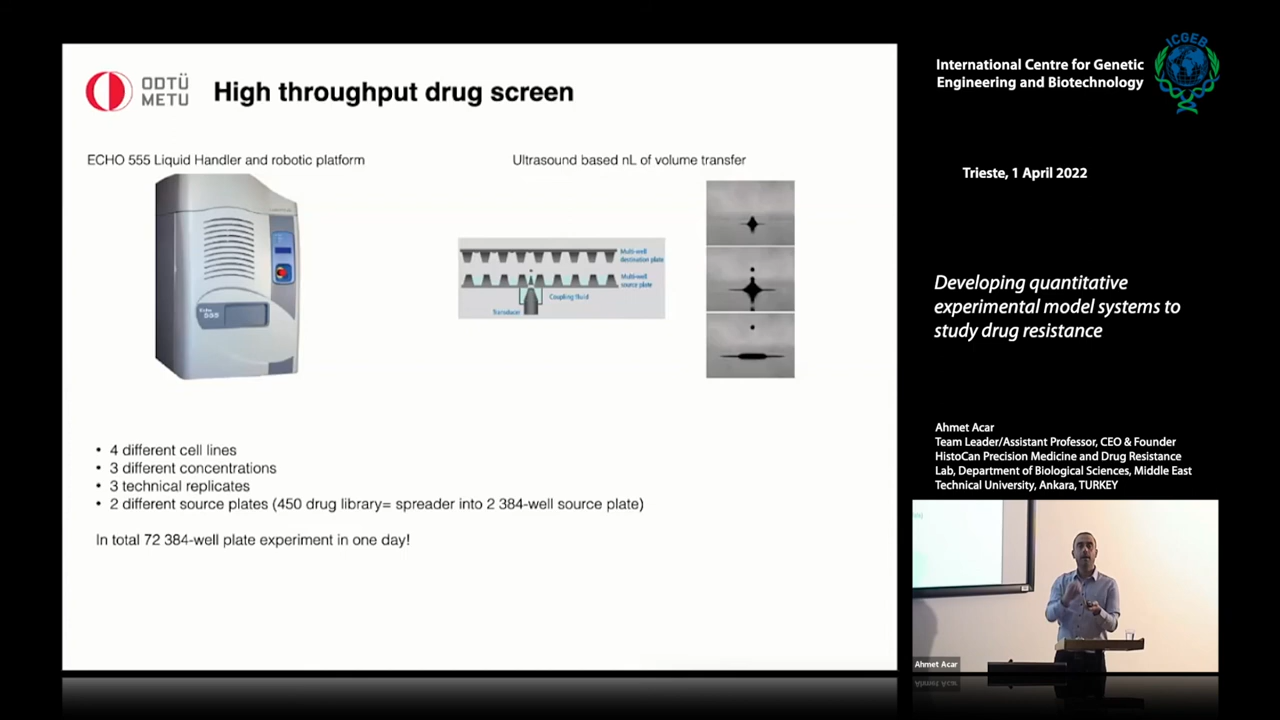 ODTÜ
METU
High throughput drug screen
ECHO 555 Liquid Handler and robotic platform
Ultrasound based nL of volume transfer
Multi-well
destination plate
Multi-well
source plate
Coupling fluid
Transducer
Echo
555
• 4 different cell lines
• 3 different concentrations
• 3 technical replicates
• 2 different source plates (450 drug library= spreader into 2 384-well source plate)
In total 72 384-well plate experiment in one day!
International Centre for Genetic
Engineering and Biotechnology
ICGEB
Trieste, 1 April 2022
Developing quantitative
experimental model systems to
study drug resistance
Ahmet Acar
Team Leader/Assistant Professor, CEO & Founder
HistoCan Precision Medicine and Drug Resistance
Lab, Department of Biological Sciences, Middle East
Technical University, Ankara, TURKEY
Ahmet Acar